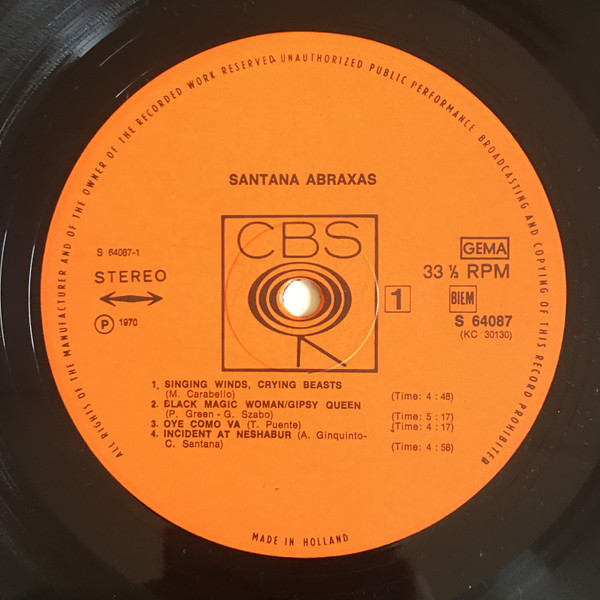 ALL RIGHTS OF THE MANUFACTURER AND OF THE OWNER OF THE RECORDED WORK RESERVED. UNAUTHORIZED PUBLIC PERFORMANCE BROADCASTING AND COPYING OF THIS RECORD PROHIBITED
SANTANA ABRAXAS
CBS
S 64087-1
STEREO
Ⓟ 1970
GEMA
33 ⅓ RPM
1
BIEM
S 64087
(KC 30130)
1. SINGING WINDS, CRYING BEASTS
(M. Carabello) (Time: 4 : 48)
2. BLACK MAGIC WOMAN/GIPSY QUEEN
(P. Green - G. Szabo) (Time: 5 : 17)
3. OYE COMO VA (T. Puente) (Time: 4 : 17)
4. INCIDENT AT NESHABUR (A. Ginquinto-
C. Santana) (Time: 4 : 58)
MADE IN HOLLAND